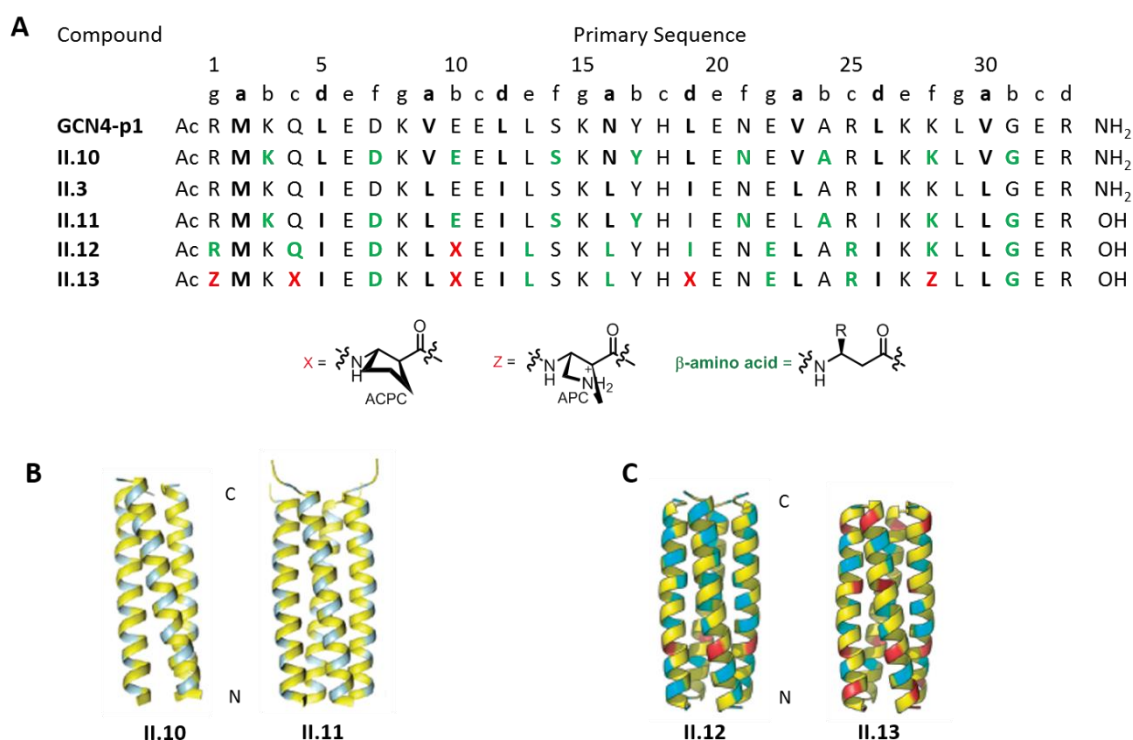 A
Compound Primary Sequence
1 5 10 15 20 25 30
g a b c d e f g a b c d e f g a b c d e f g a b c d e f g a b c d
GCN4-p1 Ac R M K Q L E D K V E E L L S K N Y H L E N E V A R L K K L V G E R NH2
II.10 Ac R M K Q L E D K V E E L L S K N Y H L E N E V A R L K K L V G E R NH2
II.3 Ac R M K Q I E D K L E E I L S K L Y H I E N E L A R I K K L L G E R NH2
II.11 Ac R M K Q I E D K L E E I L S K L Y H I E N E L A R I K K L L G E R OH
II.12 Ac R M K Q I E D K L X E I L S K L Y H I E N E L A R I K K L L G E R OH
II.13 Ac Z M K X I E D K L X E I L S K L Y H X E N E L A R I K Z L L G E R OH
X = N H O ACPC
Z = N H O + NH2 APC
β-amino acid = N H R O
B
C
N
II.10 II.11
C
C
N
II.12 II.13